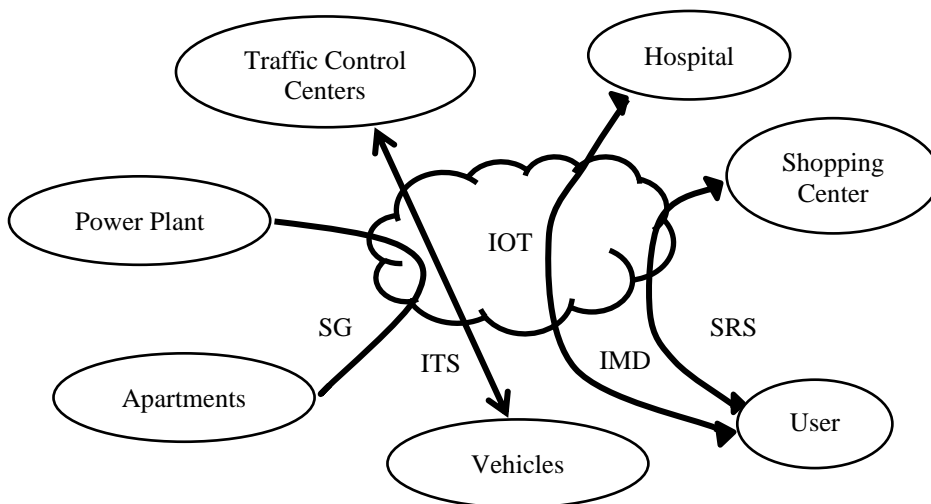 Traffic Control
Centers
Hospital
Shopping
Center
Power Plant
IOT
SG
ITS
IMD
SRS
Apartments
User
Vehicles